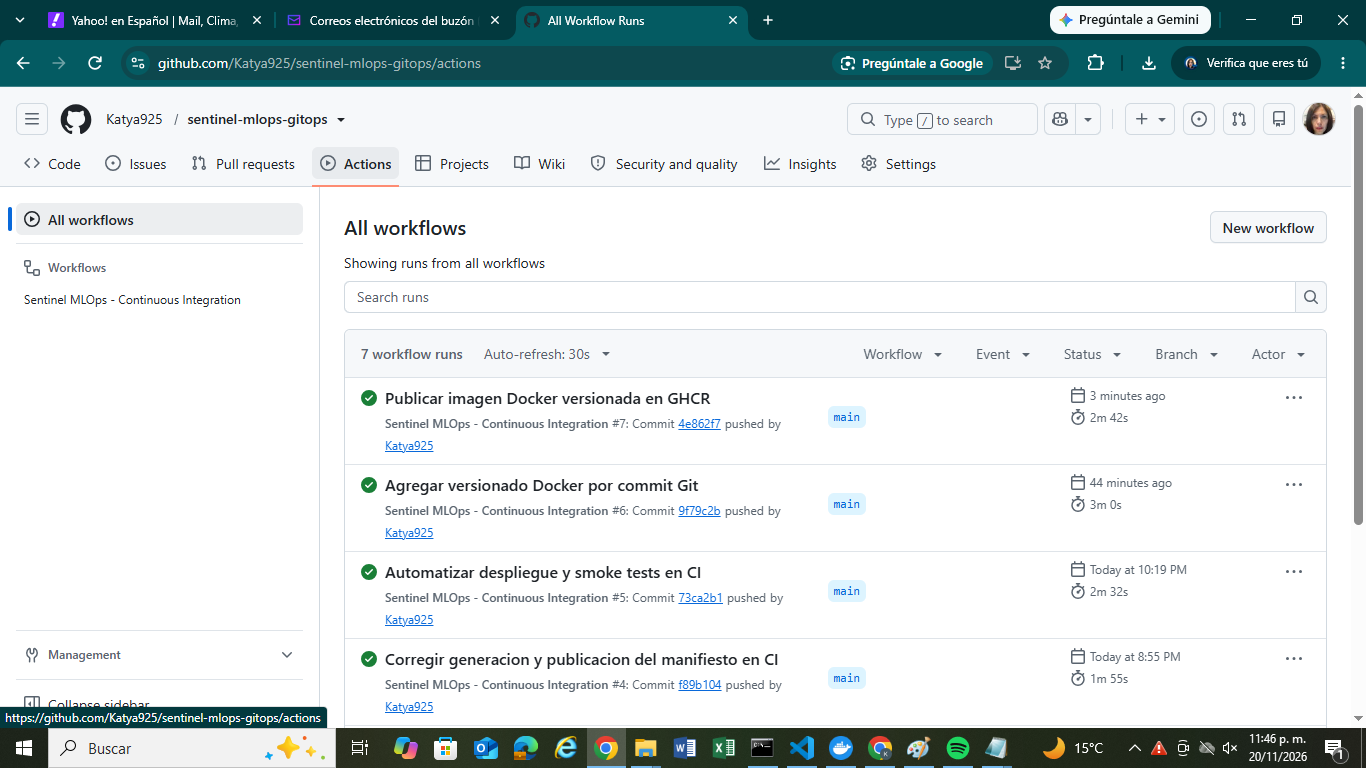 Yahoo! en Español | Mail, Clima,
Correos electrónicos del buzón
All Workflow Runs
Pregúntale a Gemini
github.com/Katya925/sentinel-mlops-gitops/actions
Pregúntale a Google
Verifica que eres tú
Katya925 / sentinel-mlops-gitops
Type / to search
Code
Issues
Pull requests
Actions
Projects
Wiki
Security and quality
Insights
Settings
All workflows
Workflows
Sentinel MLOps - Continuous Integration
Management
Collapse sidebar
All workflows
New workflow
Showing runs from all workflows
Search runs
7 workflow runs
Auto-refresh: 30s
Workflow
Event
Status
Branch
Actor
Publicar imagen Docker versionada en GHCR
Sentinel MLOps - Continuous Integration #7: Commit 4e862f7 pushed by
Katya925
main
3 minutes ago
2m 42s
Agregar versionado Docker por commit Git
Sentinel MLOps - Continuous Integration #6: Commit 9f79c2b pushed by
Katya925
main
44 minutes ago
3m 0s
Automatizar despliegue y smoke tests en CI
Sentinel MLOps - Continuous Integration #5: Commit 73ca2b1 pushed by
Katya925
main
Today at 10:19 PM
2m 32s
Corregir generacion y publicacion del manifiesto en CI
Sentinel MLOps - Continuous Integration #4: Commit f89b104 pushed by
Katya925
main
Today at 8:55 PM
1m 55s
https://github.com/Katya925/sentinel-mlops-gitops/actions
Buscar
15°C
11:46 p. m.
20/11/2026
1